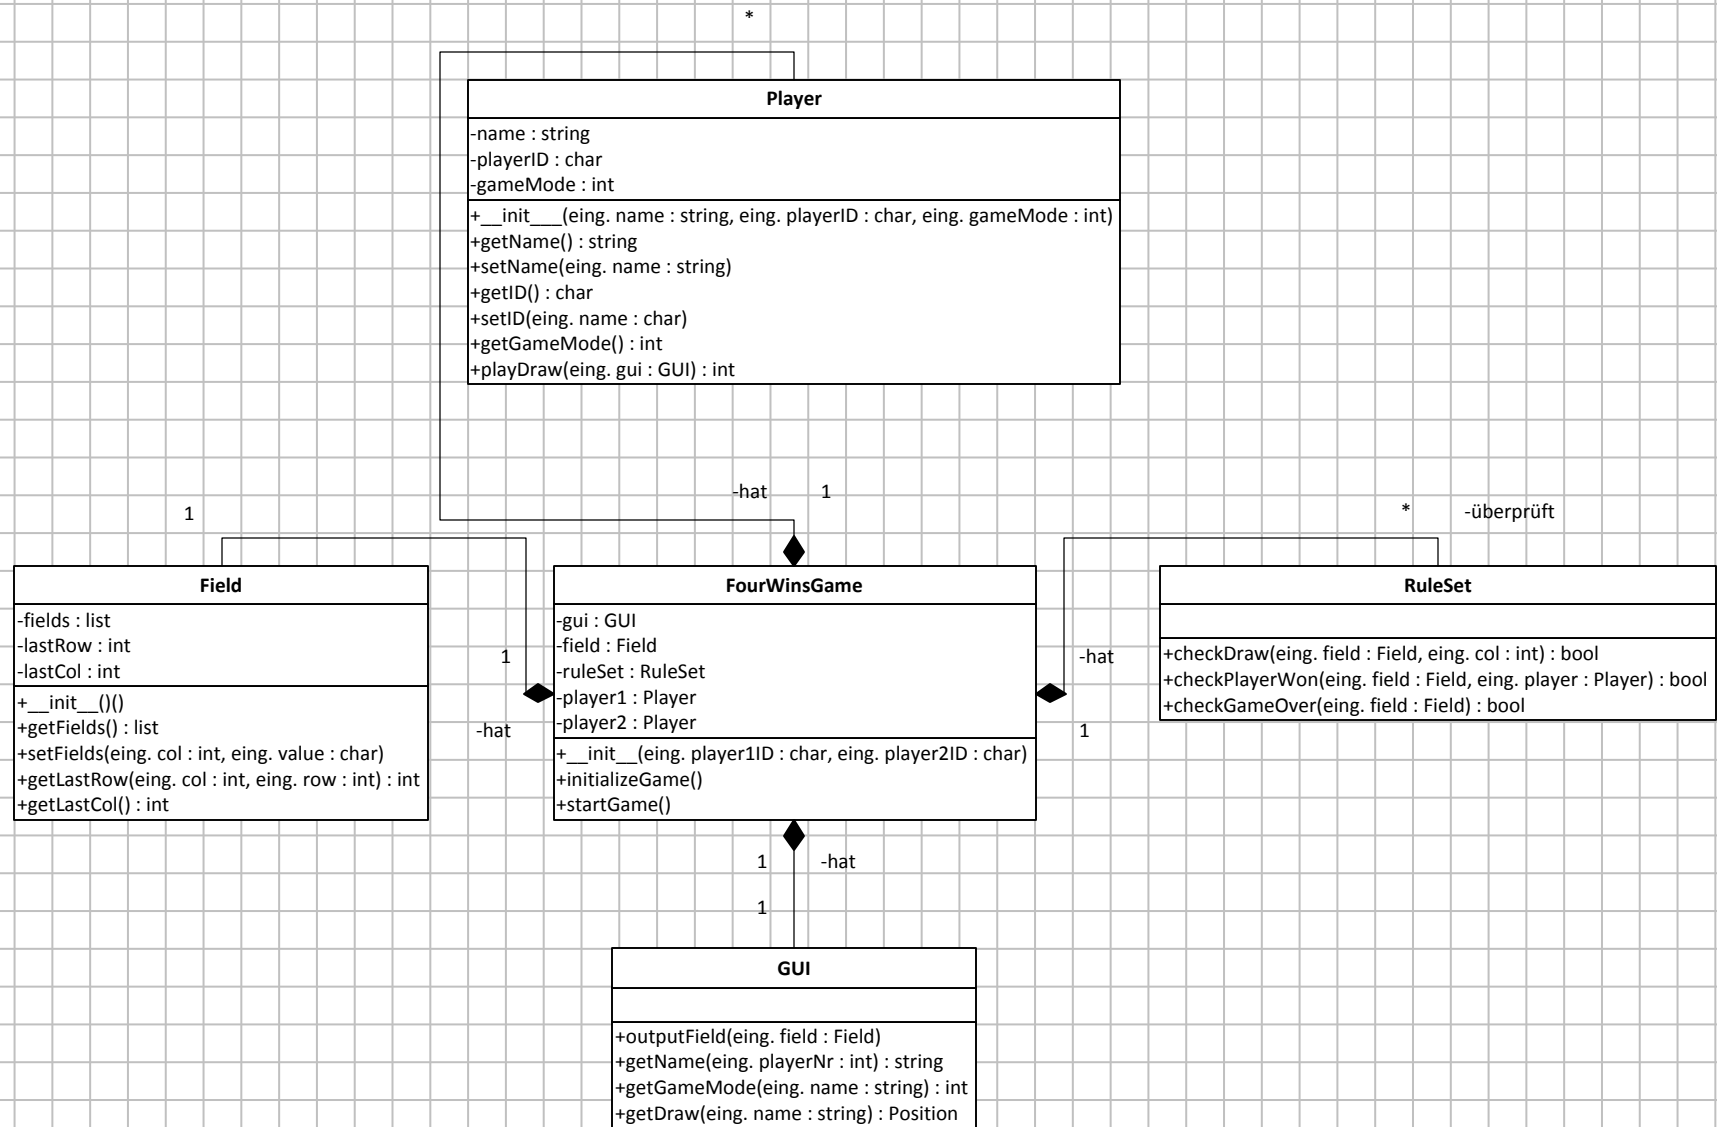 *
Player
-name : string
-playerID : char
-gameMode : int
+__init___(eing. name : string, eing. playerID : char, eing. gameMode : int)
+getName() : string
+setName(eing. name : string)
+getID() : char
+setID(eing. name : char)
+getGameMode() : int
+playDraw(eing. gui : GUI) : int
-hat 1
1
* -überprüft
Field
-fields : list
-lastRow : int
-lastCol : int
+__init__()()
+getFields() : list
+setFields(eing. col : int, eing. value : char)
+getLastRow(eing. col : int, eing. row : int) : int
+getLastCol() : int
1
-hat
FourWinsGame
-gui : GUI
-field : Field
-ruleSet : RuleSet
-player1 : Player
-player2 : Player
+__init__(eing. player1ID : char, eing. player2ID : char)
+initializeGame()
+startGame()
-hat
1
RuleSet
+checkDraw(eing. field : Field, eing. col : int) : bool
+checkPlayerWon(eing. field : Field, eing. player : Player) : bool
+checkGameOver(eing. field : Field) : bool
1 -hat
1
GUI
+outputField(eing. field : Field)
+getName(eing. playerNr : int) : string
+getGameMode(eing. name : string) : int
+getDraw(eing. name : string) : Position